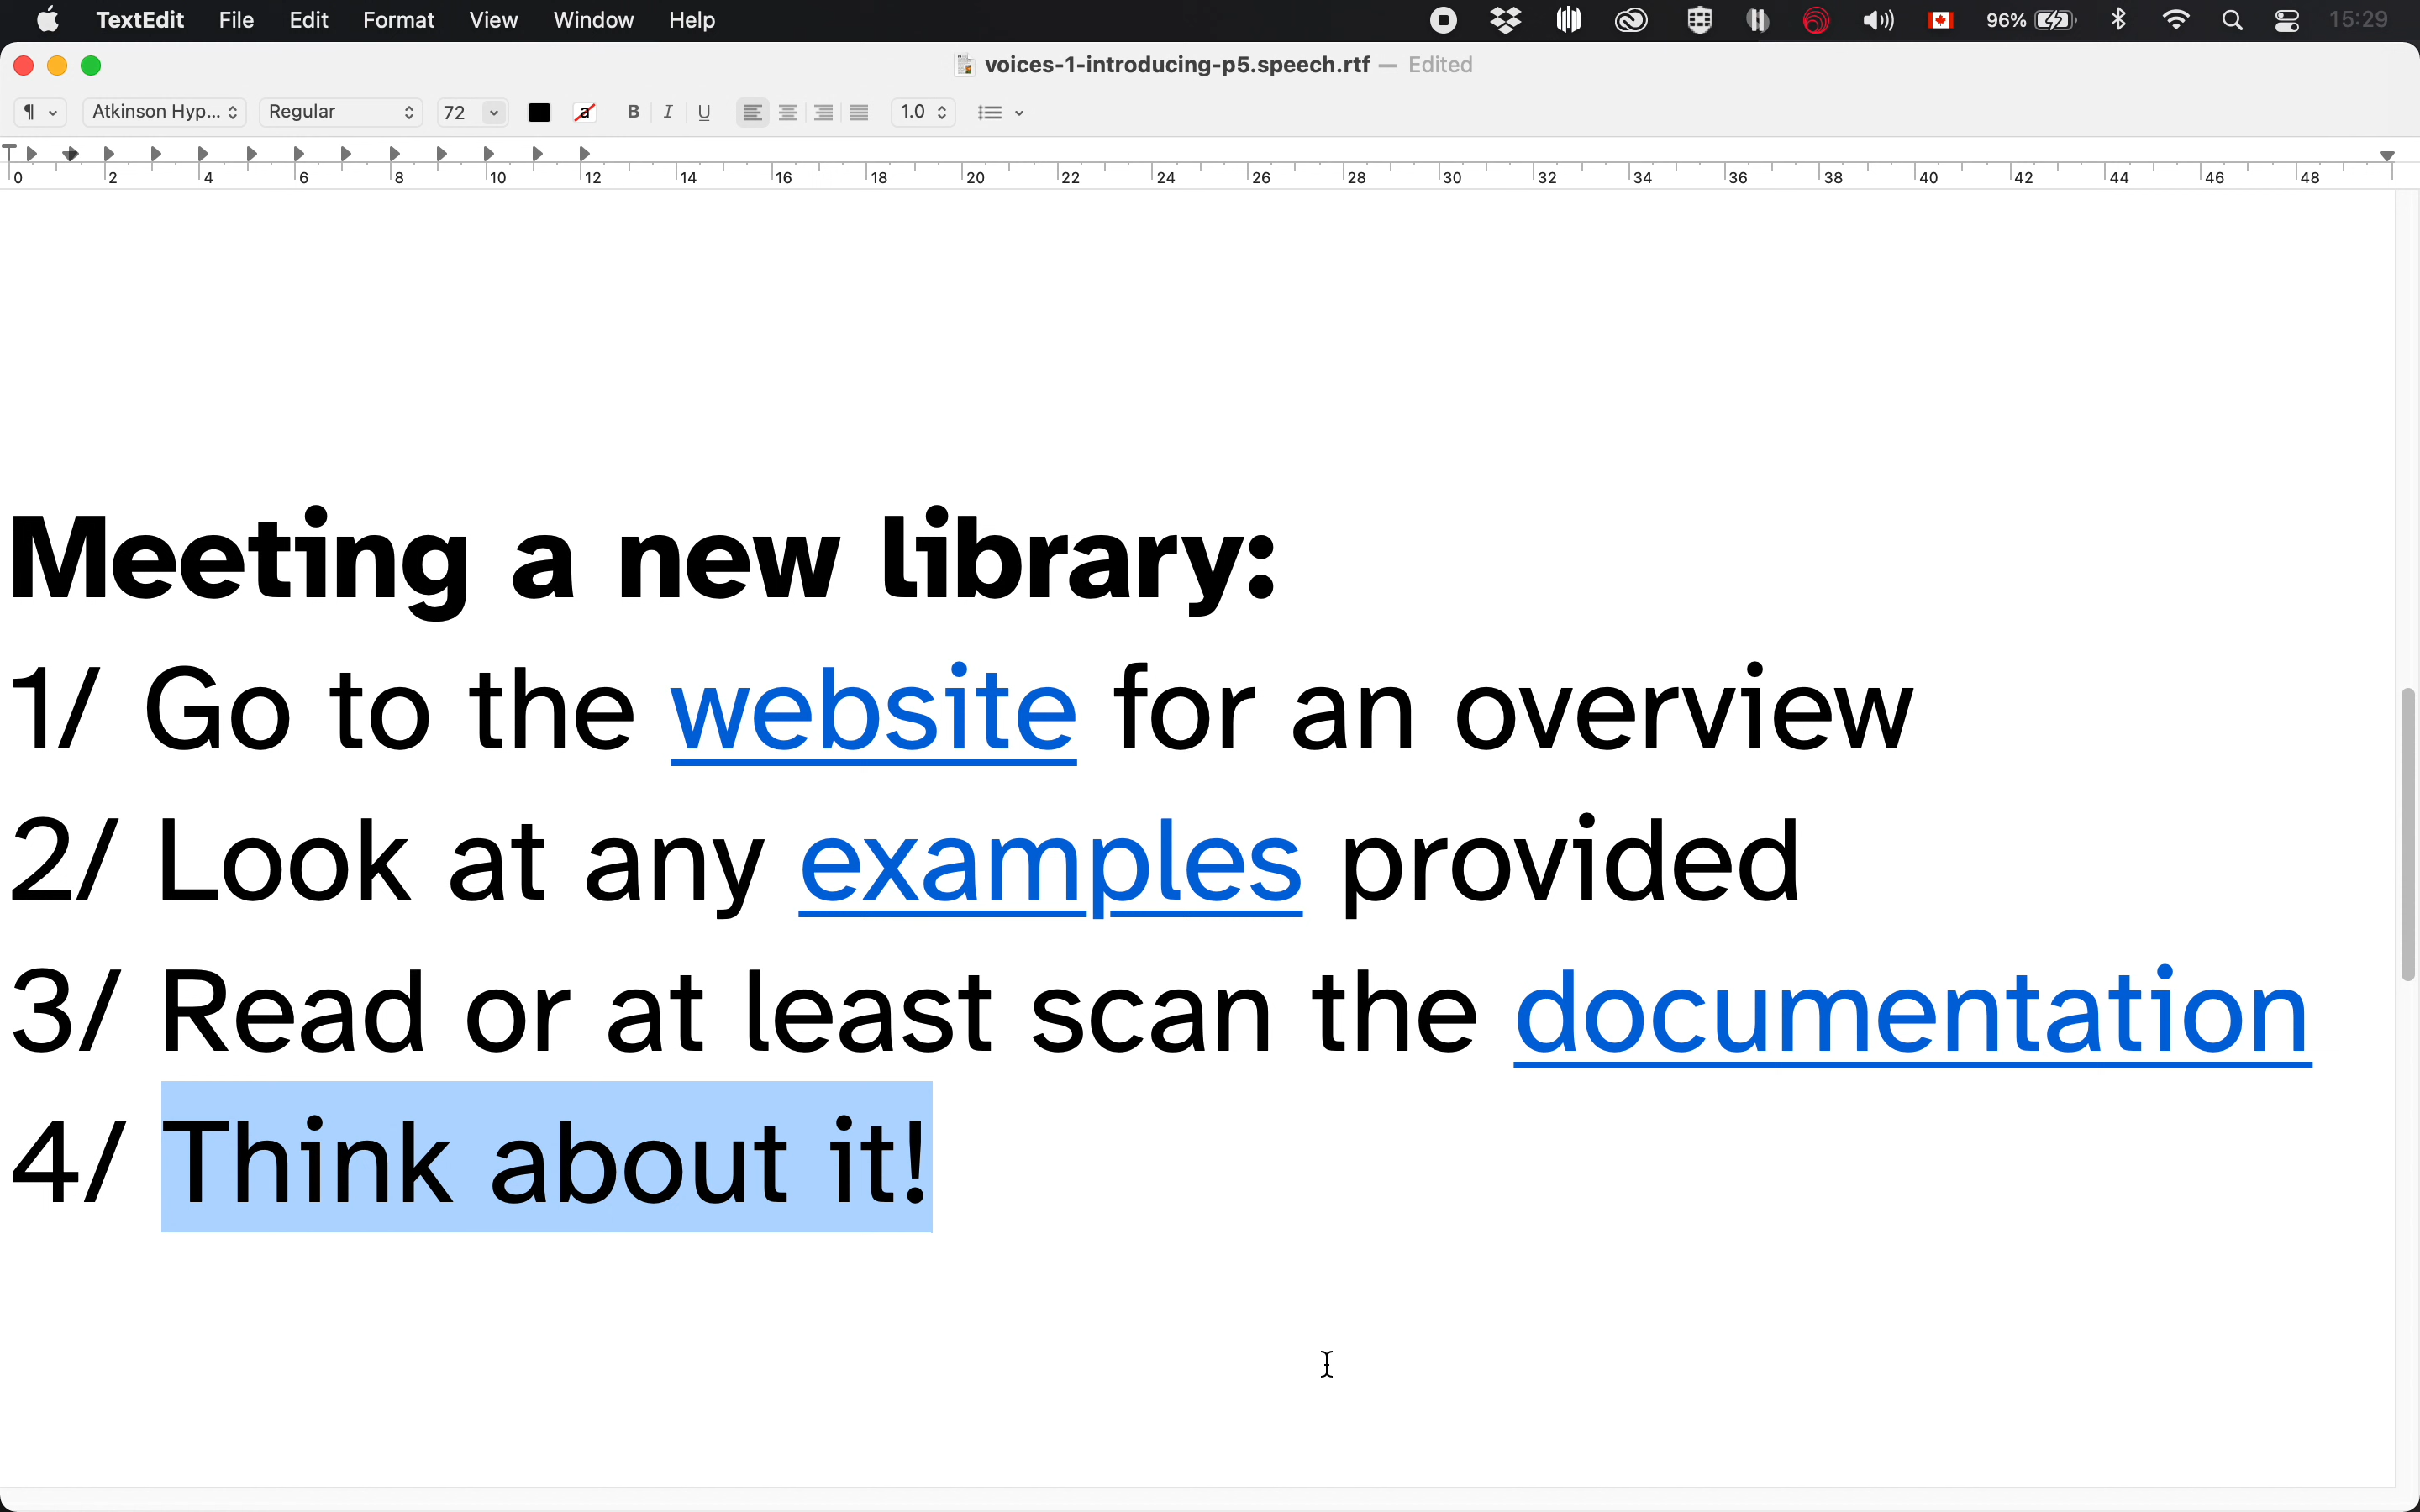 TextEdit File Edit Format View Window Help 96% 15:29
voices-1-introducing-p5.speech.rtf — Edited
¶ Atkinson Hyp... Regular 72 a B I U 1.0
0 2 4 6 8 10 12 14 16 18 20 22 24 26 28 30 32 34 36 38 40 42 44 46 48
Meeting a new library:
1/ Go to the website for an overview
2/ Look at any examples provided
3/ Read or at least scan the documentation
4/ Think about it!